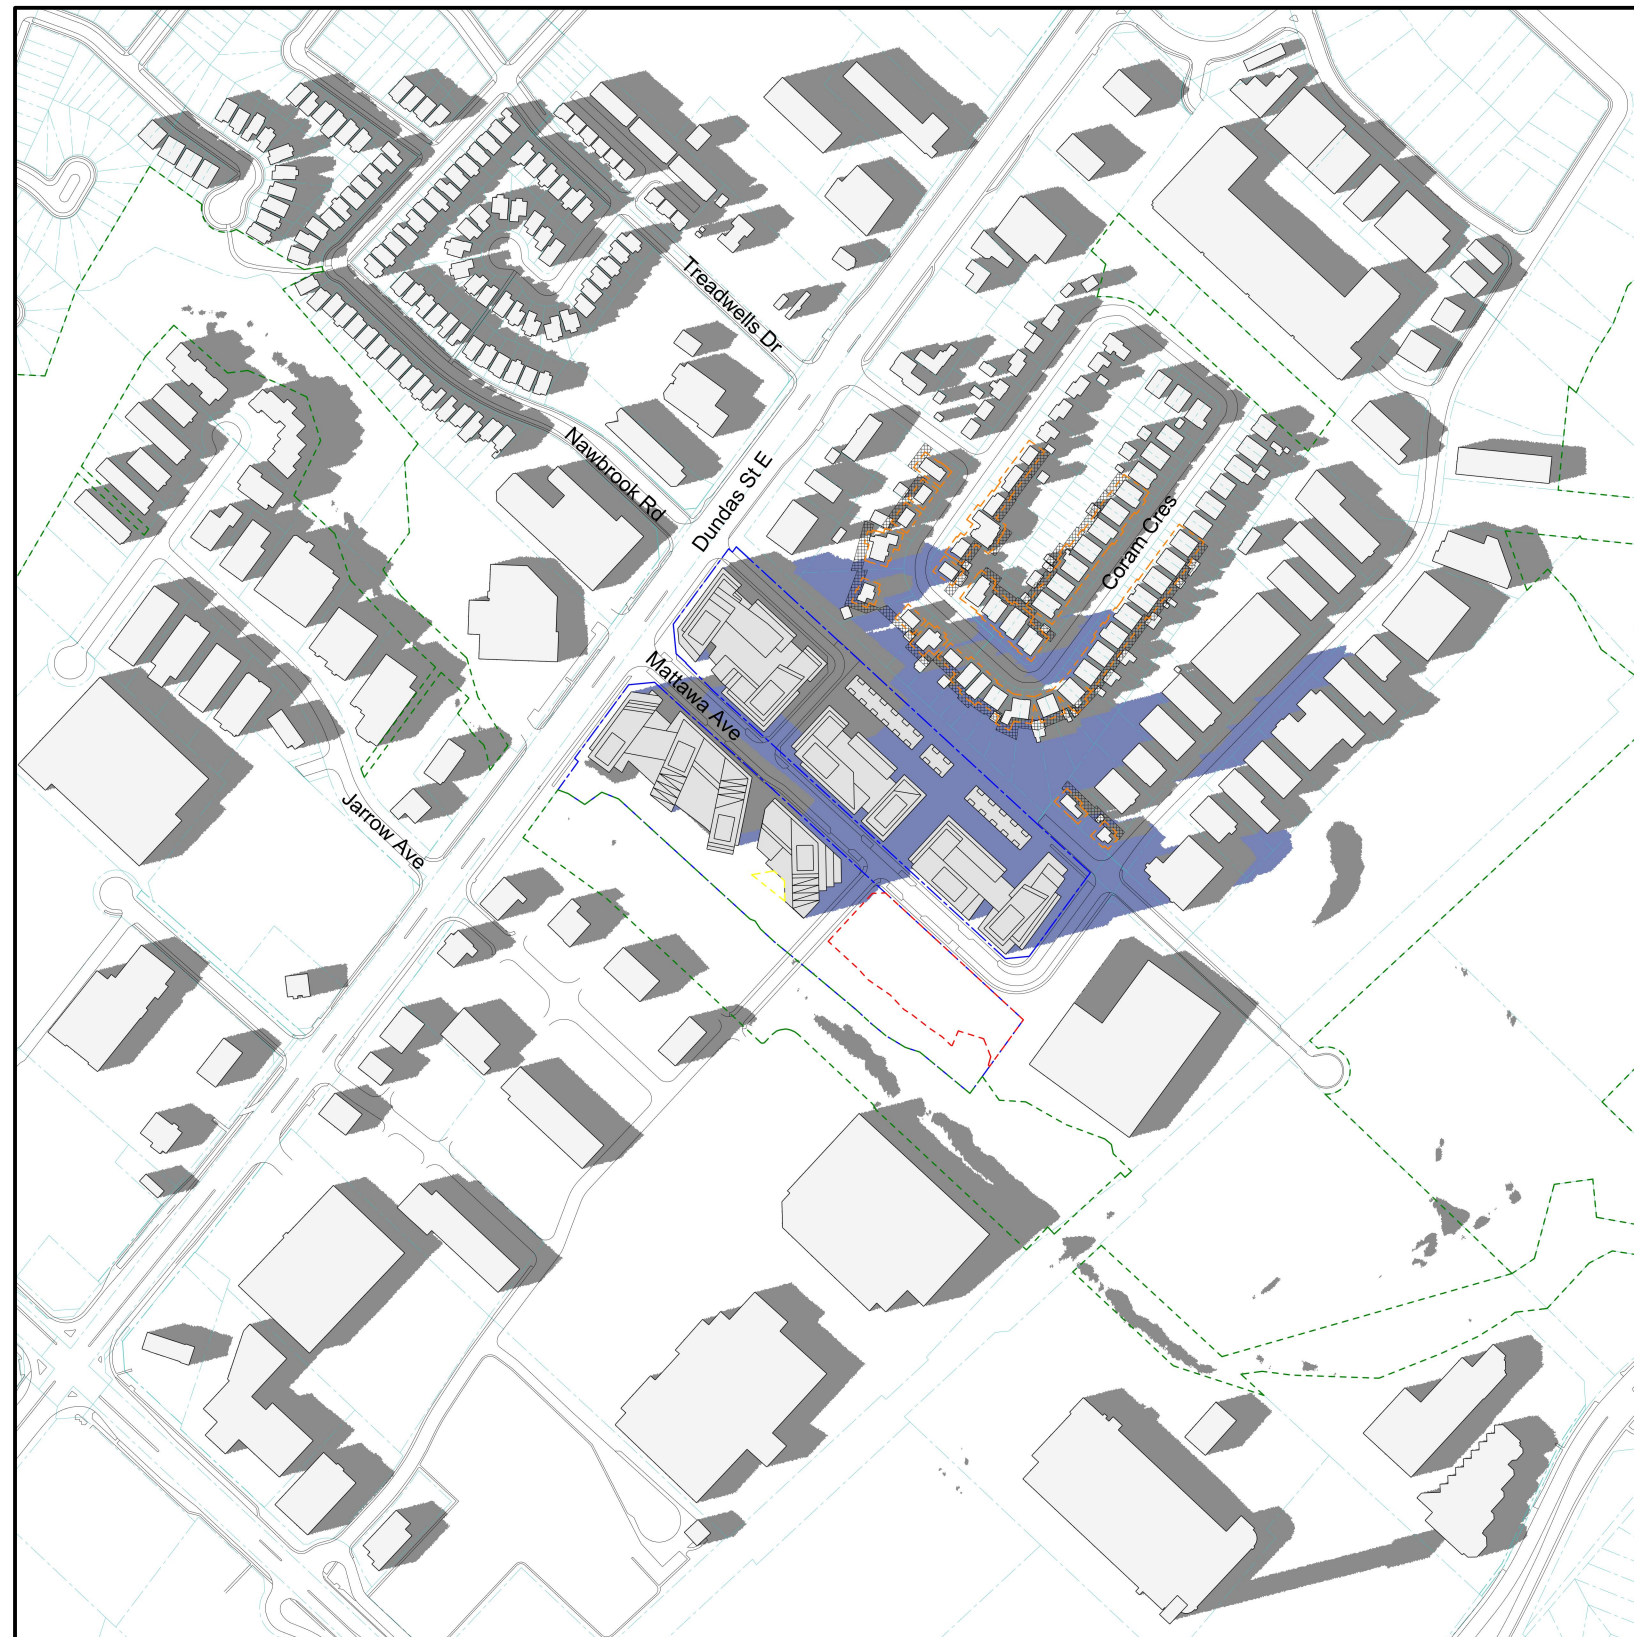 Treadwells Dr
Nawbrook Rd
Dundas St E
Coram Cres
Mattawa Ave
Jarrow Ave